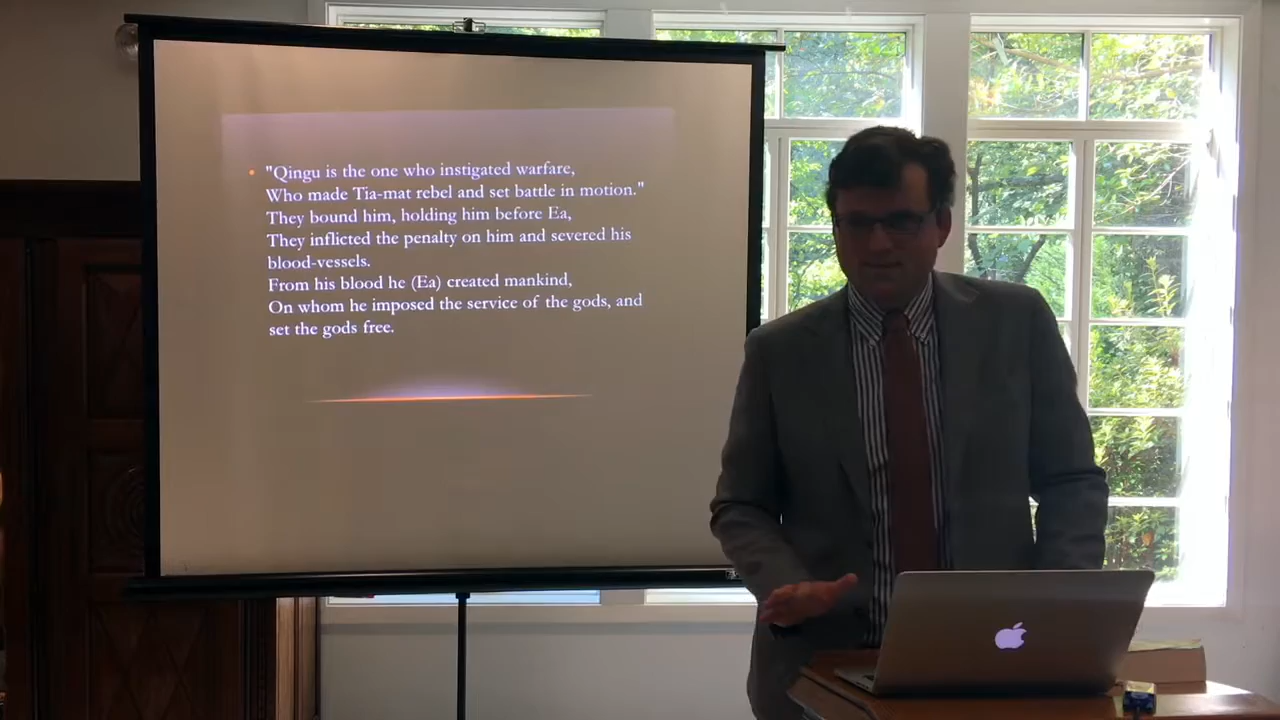 • "Qingu is the one who instigated warfare,
Who made Tia-mat rebel and set battle in motion."
They bound him, holding him before Ea,
They inflicted the penalty on him and severed his
blood-vessels.
From his blood he (Ea) created mankind,
On whom he imposed the service of the gods, and
set the gods free.